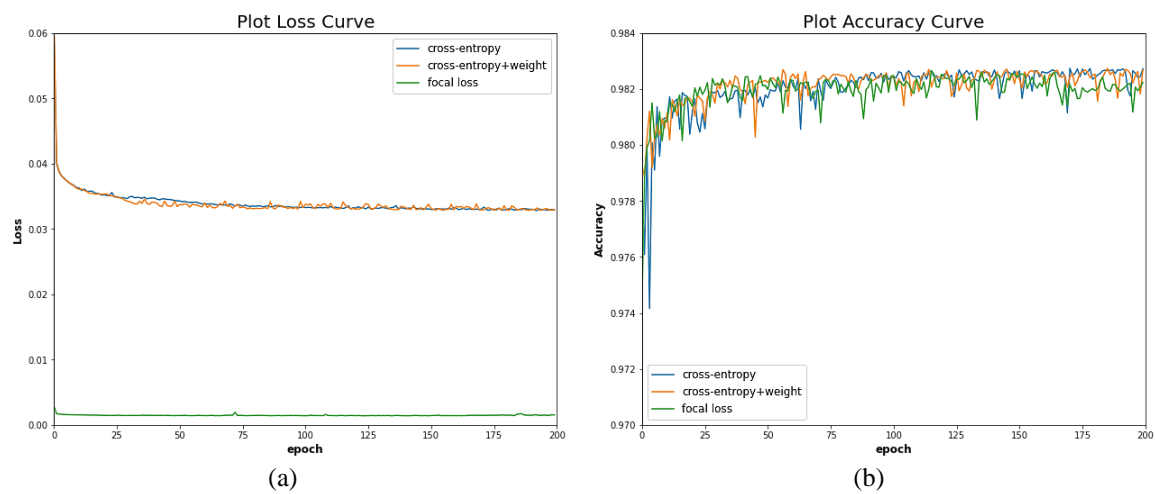 Plot Loss Curve
0.06
0.05
0.04
0.03
0.02
0.01
0.00
Loss
cross-entropy
cross-entropy+weight
focal loss
0 25 50 75 100 125 150 175 200
epoch
(a)
Plot Accuracy Curve
0.984
0.982
0.980
0.978
0.976
0.974
0.972
0.970
Accuracy
cross-entropy
cross-entropy+weight
focal loss
0 25 50 75 100 125 150 175 200
epoch
(b)